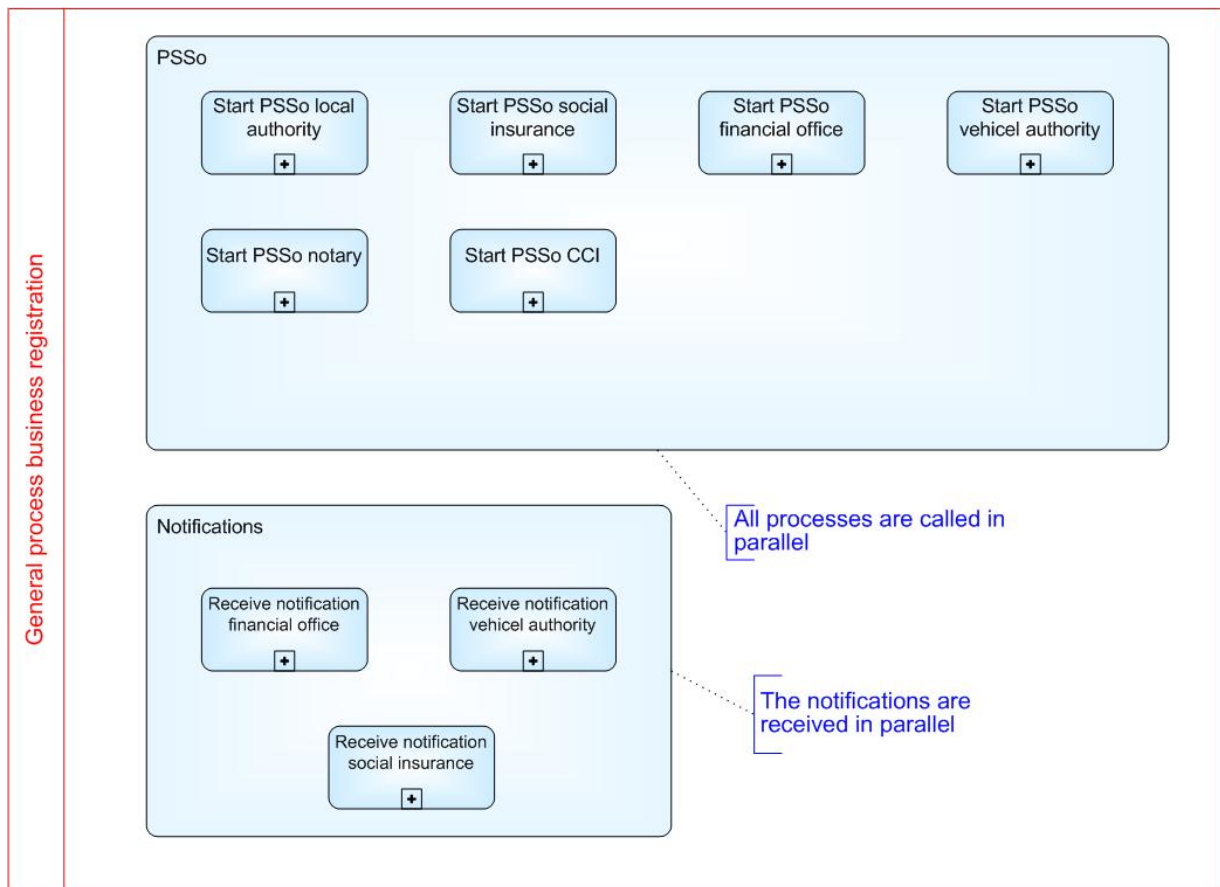 General process business registration
PSSo
Start PSSo local
authority
Start PSSo social
insurance
Start PSSo
financial office
Start PSSo
vehicel authority
Start PSSo notary
Start PSSo CCI
All processes are called in
parallel
Notifications
Receive notification
financial office
Receive notification
vehicel authority
Receive notification
social insurance
The notifications are
received in parallel